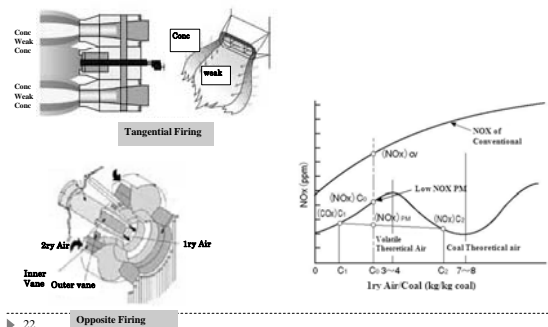 Conc
Weak
Conc
Conc
Weak
Conc
Conc
weak
Tangential Firing
2ry Air
1ry Air
Inner
Vane
Outer vane
Opposite Firing
22
NOx (ppm)
NOX of
Conventional
(NOx) CV
Low NOX PM
(NOx) C₀
(COx)C₁
(NOx) PM
(NOx)C₂
Volatile
Theoretical Air
Coal Theoretical air
0 C₁ C₀ 3～4 C₂ 7～8
1ry Air/Coal (kg/kg coal)